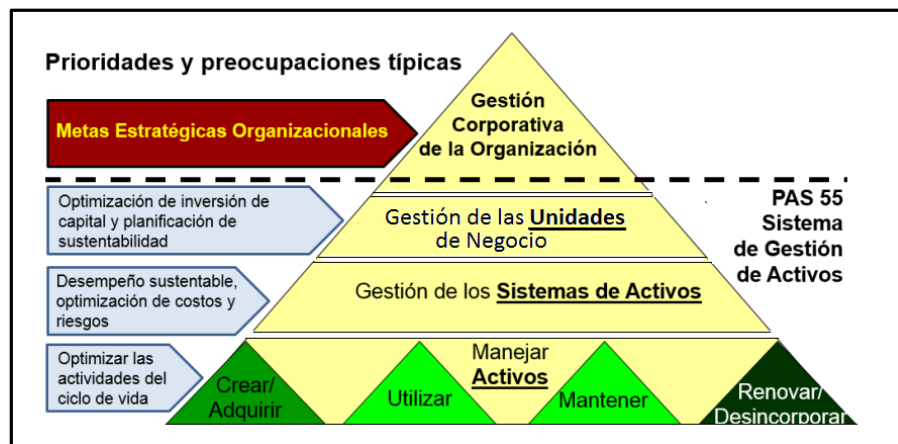 Prioridades y preocupaciones típicas
Metas Estratégicas Organizacionales
Gestión
Corporativa
de la Organización
Optimización de inversión de
capital y planificación de
sustentabilidad
Gestión de las Unidades
de Negocio
PAS 55
Sistema
de Gestión
de Activos
Desempeño sustentable,
optimización de costos y
riesgos
Gestión de los Sistemas de Activos
Optimizar las
actividades del
ciclo de vida
Manejar
Activos
Crear/
Adquirir
Utilizar
Mantener
Renovar/
Desincorporar